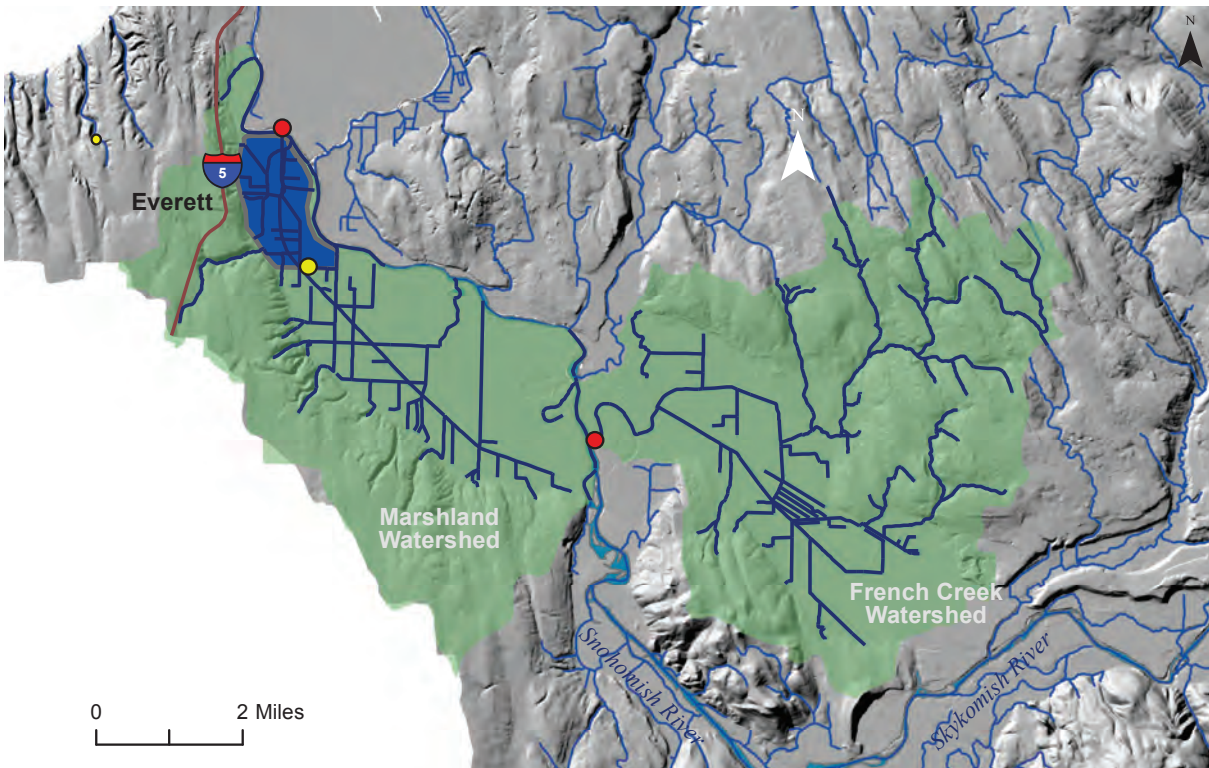 N
N
5
Everett
Marshland
Watershed
French Creek
Watershed
Snohomish River
Skykomish River
0
2 Miles